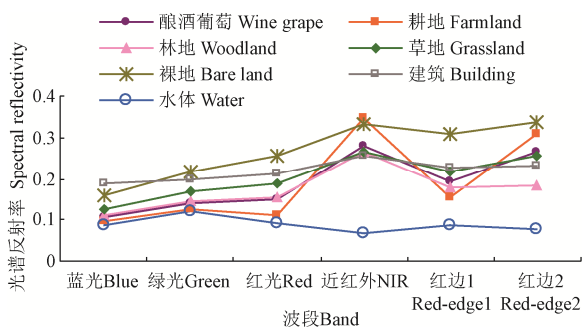 酿酒葡萄 Wine grape
耕地 Farmland
林地 Woodland
草地 Grassland
裸地 Bare land
建筑 Building
水体 Water
光谱反射率 Spectral reflectivity
0.4
0.3
0.2
0.1
0
蓝光Blue 绿光Green 红光Red 近红外NIR 红边1 红边2
Red-edge1 Red-edge2
波段Band